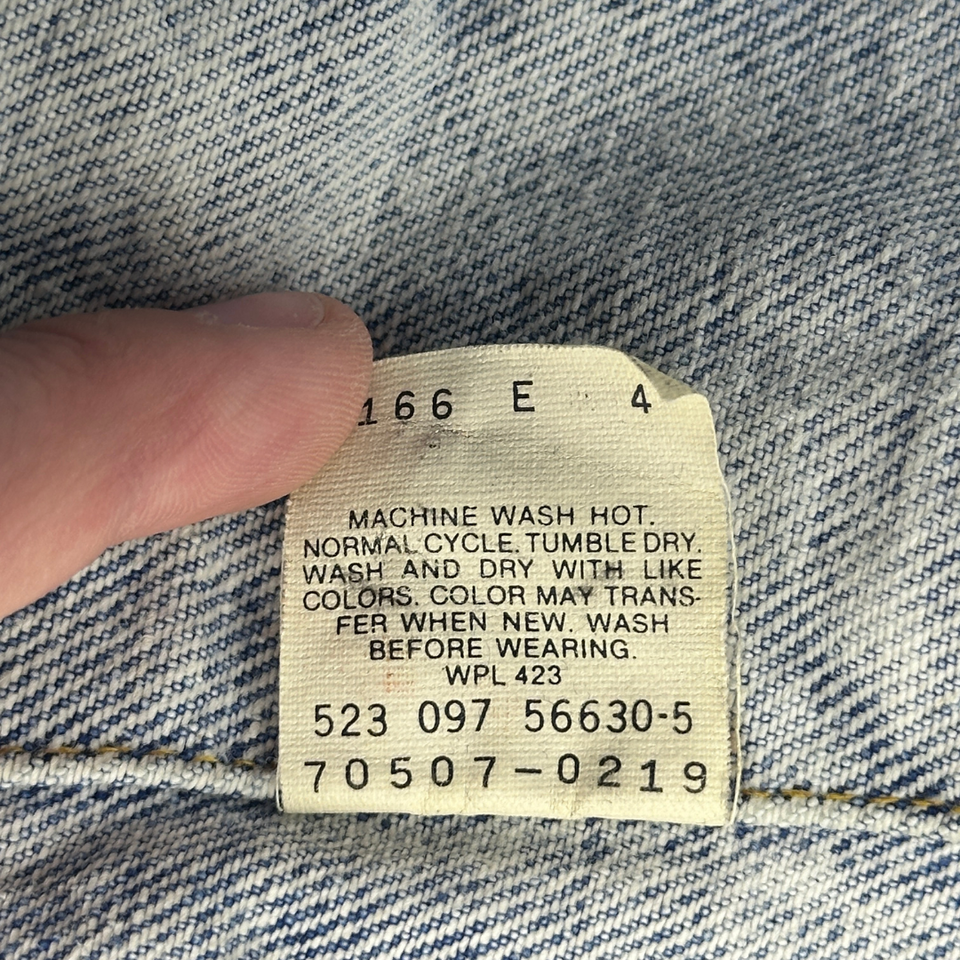 166 E 4
MACHINE WASH HOT.
NORMAL CYCLE. TUMBLE DRY.
WASH AND DRY WITH LIKE
COLORS. COLOR MAY TRANS-
FER WHEN NEW. WASH
BEFORE WEARING.
WPL 423
523 097 56630-5
70507-0219